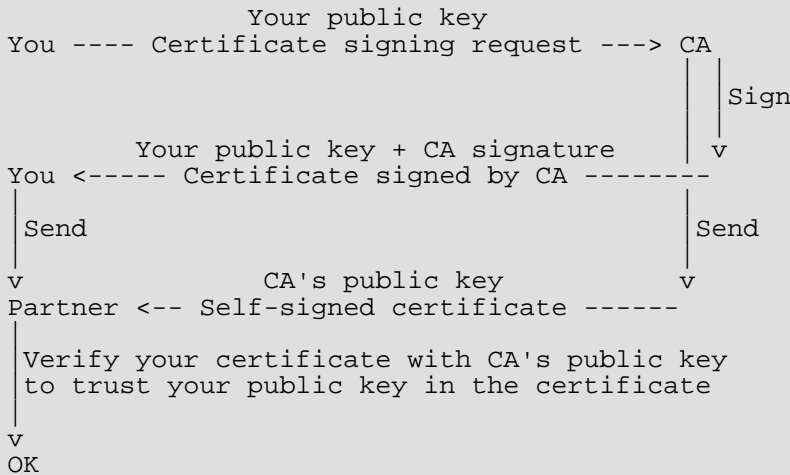 Your public key
You ---- Certificate signing request ---> CA
Sign
Your public key + CA signature v
You <----- Certificate signed by CA --------
Send Send
v CA's public key v
Partner <-- Self-signed certificate ------
Verify your certificate with CA's public key
to trust your public key in the certificate
v
OK